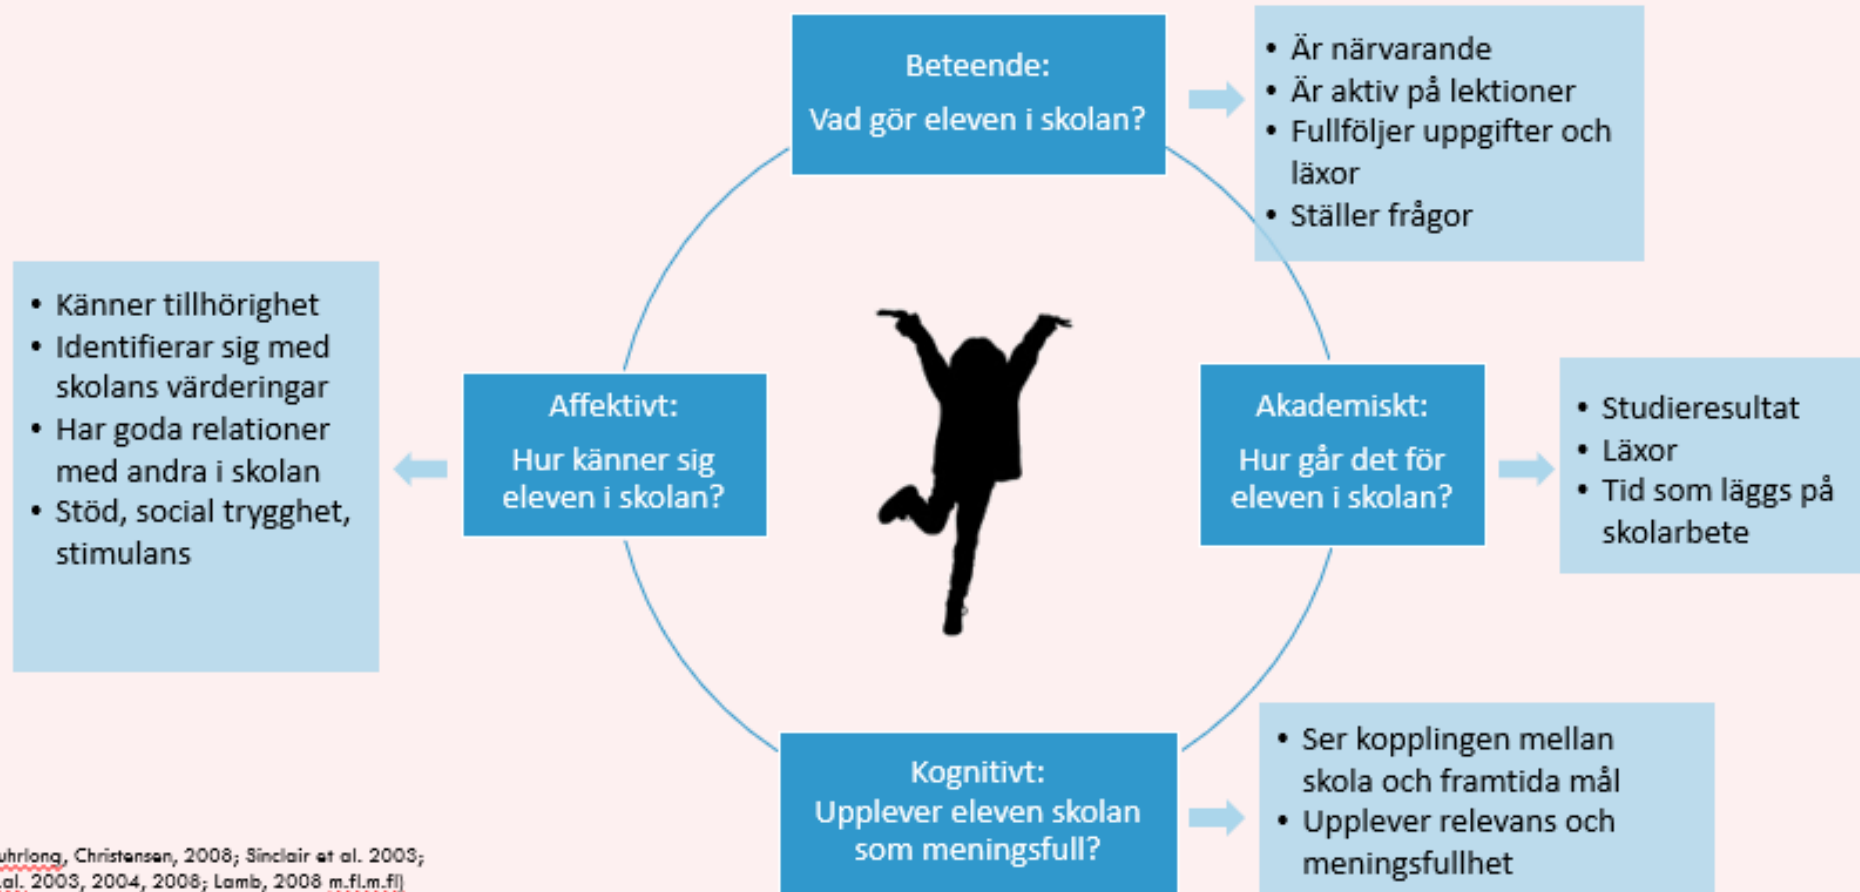 Beteende:
Vad gör eleven i skolan?
• Är närvarande
• Är aktiv på lektioner
• Fullföljer uppgifter och
läxor
• Ställer frågor
• Känner tillhörighet
• Identifierar sig med
skolans värderingar
• Har goda relationer
med andra i skolan
• Stöd, social trygghet,
stimulans
Affektivt:
Hur känner sig
eleven i skolan?
Akademiskt:
Hur går det för
eleven i skolan?
• Studieresultat
• Läxor
• Tid som läggs på
skolarbete
Kognitivt:
Upplever eleven skolan
som meningsfull?
• Ser kopplingen mellan
skola och framtida mål
• Upplever relevans och
meningsfullhet
Christensen, 2008; Sinclair et al. 2003;
al. 2003, 2004, 2008; Lamb, 2008 m.fl.m.fl)